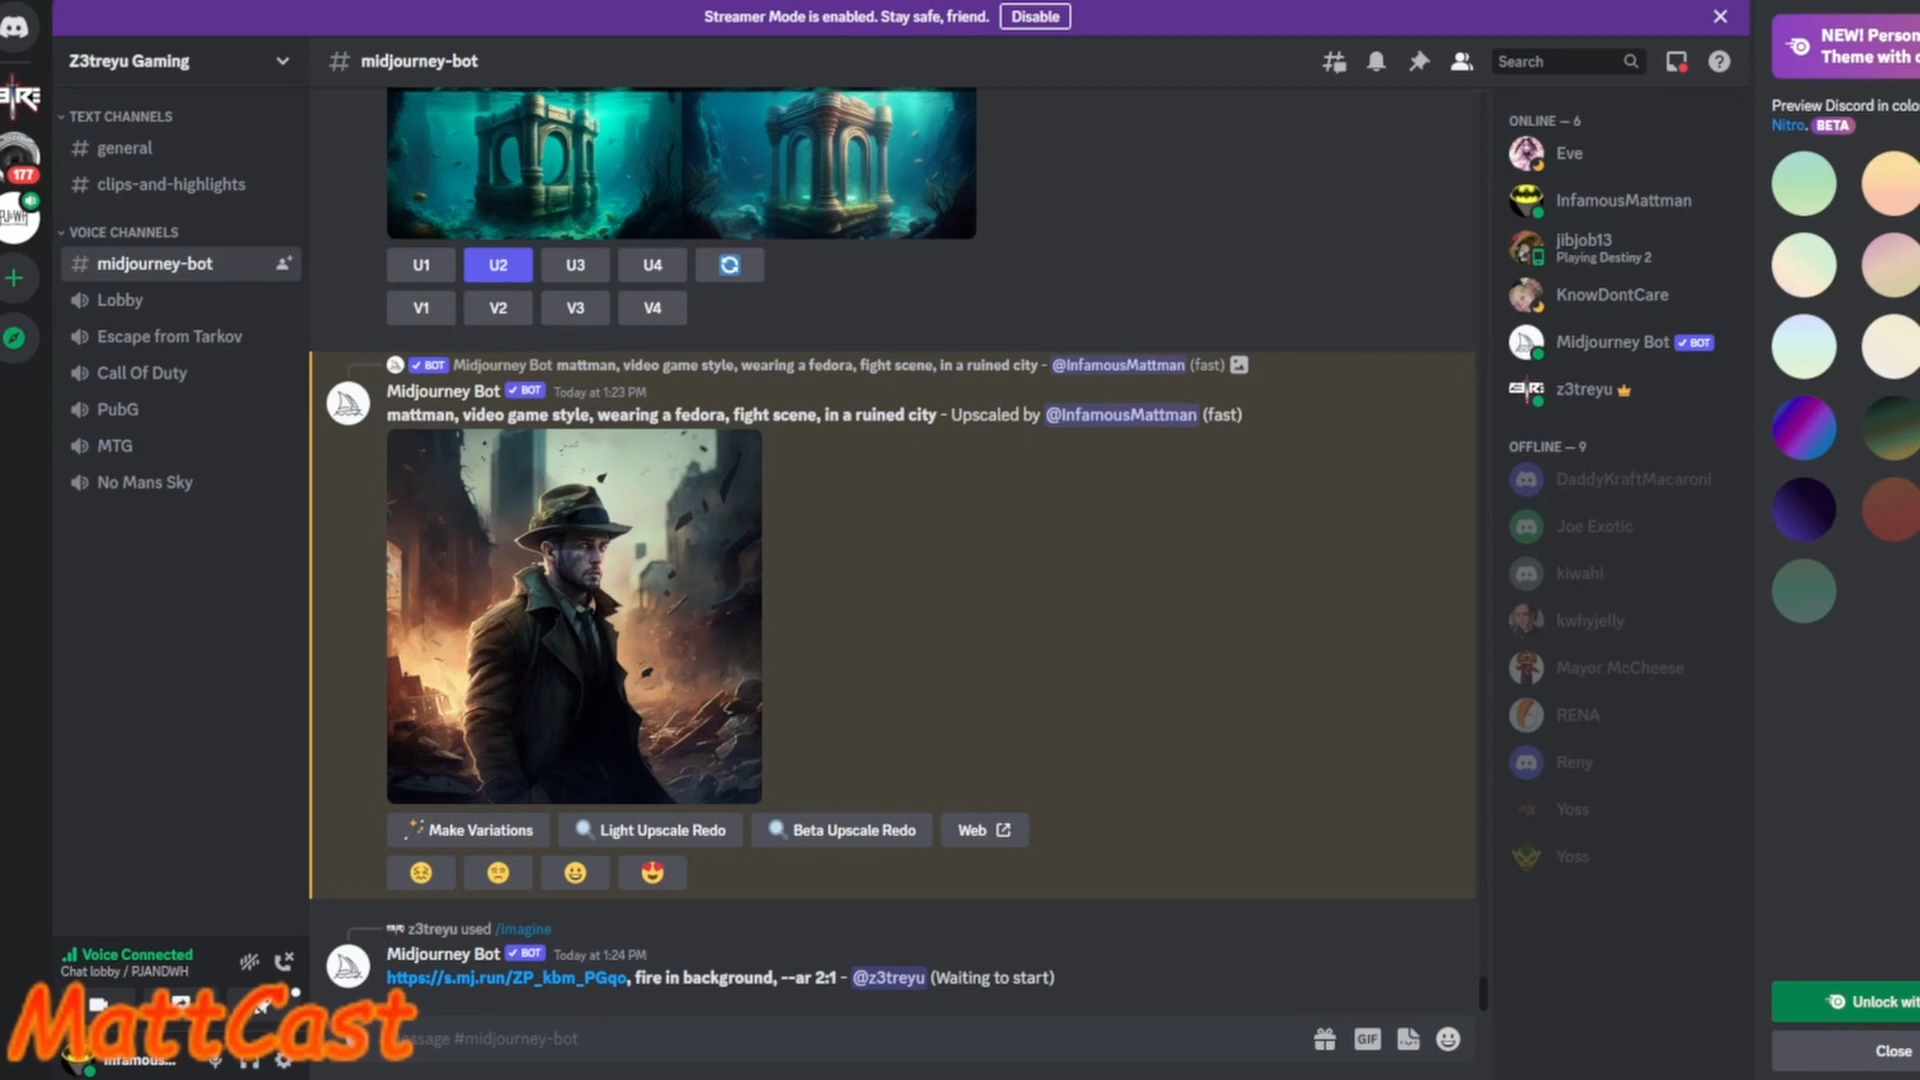 Streamer Mode is enabled. Stay safe, friend. Disable
Z3treyu Gaming
midjourney-bot
Search
NEW! Person
Theme with c
TEXT CHANNELS
general
clips-and-highlights
177
VOICE CHANNELS
midjourney-bot
Lobby
Escape from Tarkov
Call Of Duty
PubG
MTG
No Mans Sky
U1 U2 U3 U4
V1 V2 V3 V4
BOT Midjourney Bot mattman, video game style, wearing a fedora, fight scene, in a ruined city - @InfamousMattman (fast)
Midjourney Bot BOT Today at 1:23 PM
mattman, video game style, wearing a fedora, fight scene, in a ruined city - Upscaled by @InfamousMattman (fast)
Make Variations Light Upscale Redo Beta Upscale Redo Web
z3treyu used /imagine
Midjourney Bot BOT Today at 1:24 PM
https://s.mj.run/ZP_kbm_PGqo, fire in background, --ar 2:1 - @z3treyu (Waiting to start)
#midjourney-bot
GIF
Voice Connected
Chat lobby / PJANDWH
MattCast
Infamous...
ONLINE — 6
Eve
InfamousMattman
jibjob13
Playing Destiny 2
KnowDontCare
Midjourney Bot BOT
z3treyu
OFFLINE — 9
DaddyKraftMacaroni
Joe Exotic
kiwahi
kwhyjelly
Mayor McCheese
RENA
Reny
Yoss
Yoss
Preview Discord in colo
Nitro. BETA
Unlock wit
Close